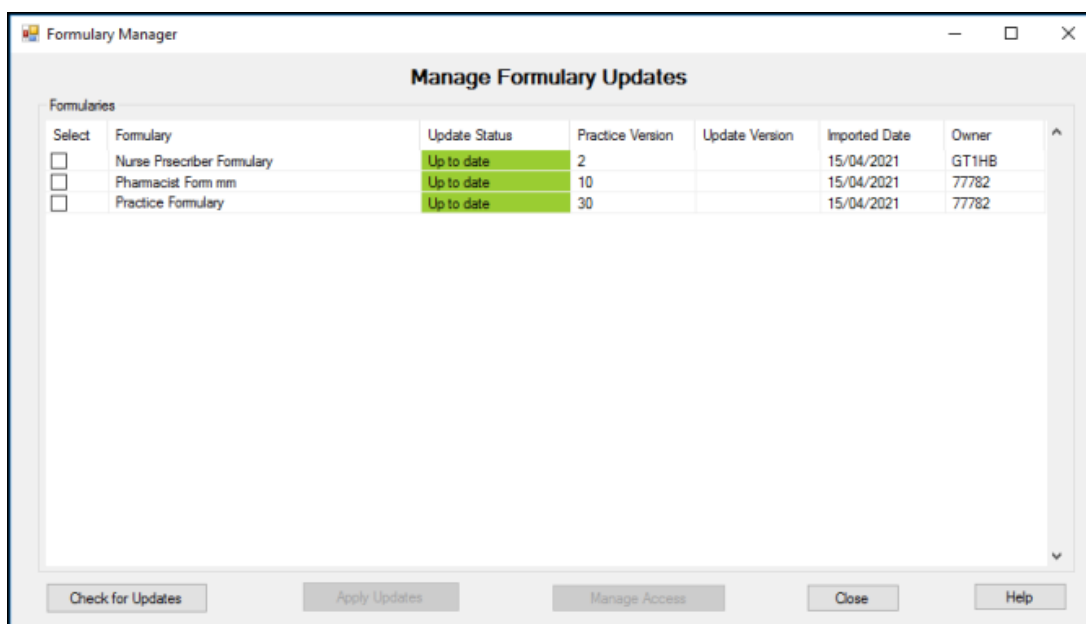 Formulary Manager
Manage Formulary Updates
Formularies
Select Formulary Update Status Practice Version Update Version Imported Date Owner
Nurse Prsecriber Formulary Up to date 2 15/04/2021 GT1HB
Pharmacist Form mm Up to date 10 15/04/2021 77782
Practice Formulary Up to date 30 15/04/2021 77782
Check for Updates Apply Updates Manage Access Close Help